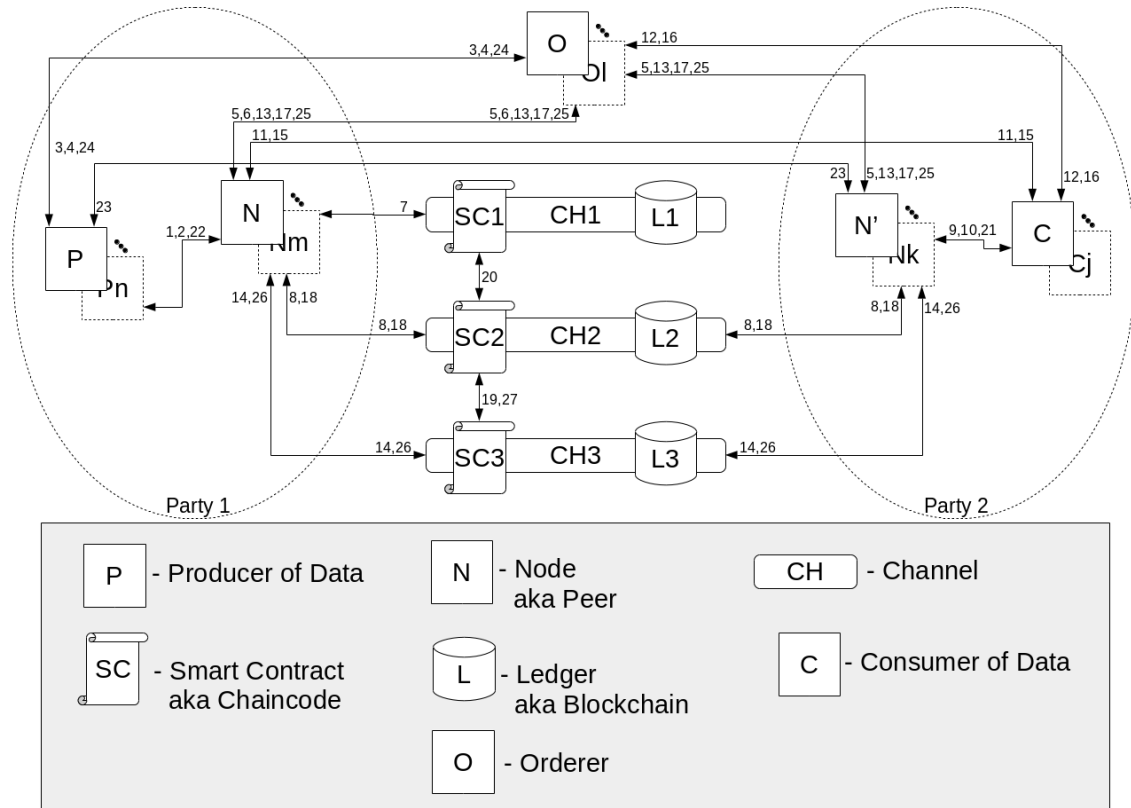 O
Ol
3,4,24
12,16
5,13,17,25
5,6,13,17,25
5,6,13,17,25
11,15
11,15
3,4,24
23
5,13,17,25
12,16
N
Nm
7
SC1
CH1
L1
N’
Nk
9,10,21
C
Cj
23
1,2,22
P
Pn
20
14,26
8,18
8,18
SC2
CH2
L2
8,18
8,18
14,26
19,27
14,26
SC3
CH3
L3
14,26
Party 1
Party 2
P
- Producer of Data
N
- Node
aka Peer
CH
- Channel
SC
- Smart Contract
aka Chaincode
L
- Ledger
aka Blockchain
C
- Consumer of Data
O
- Orderer